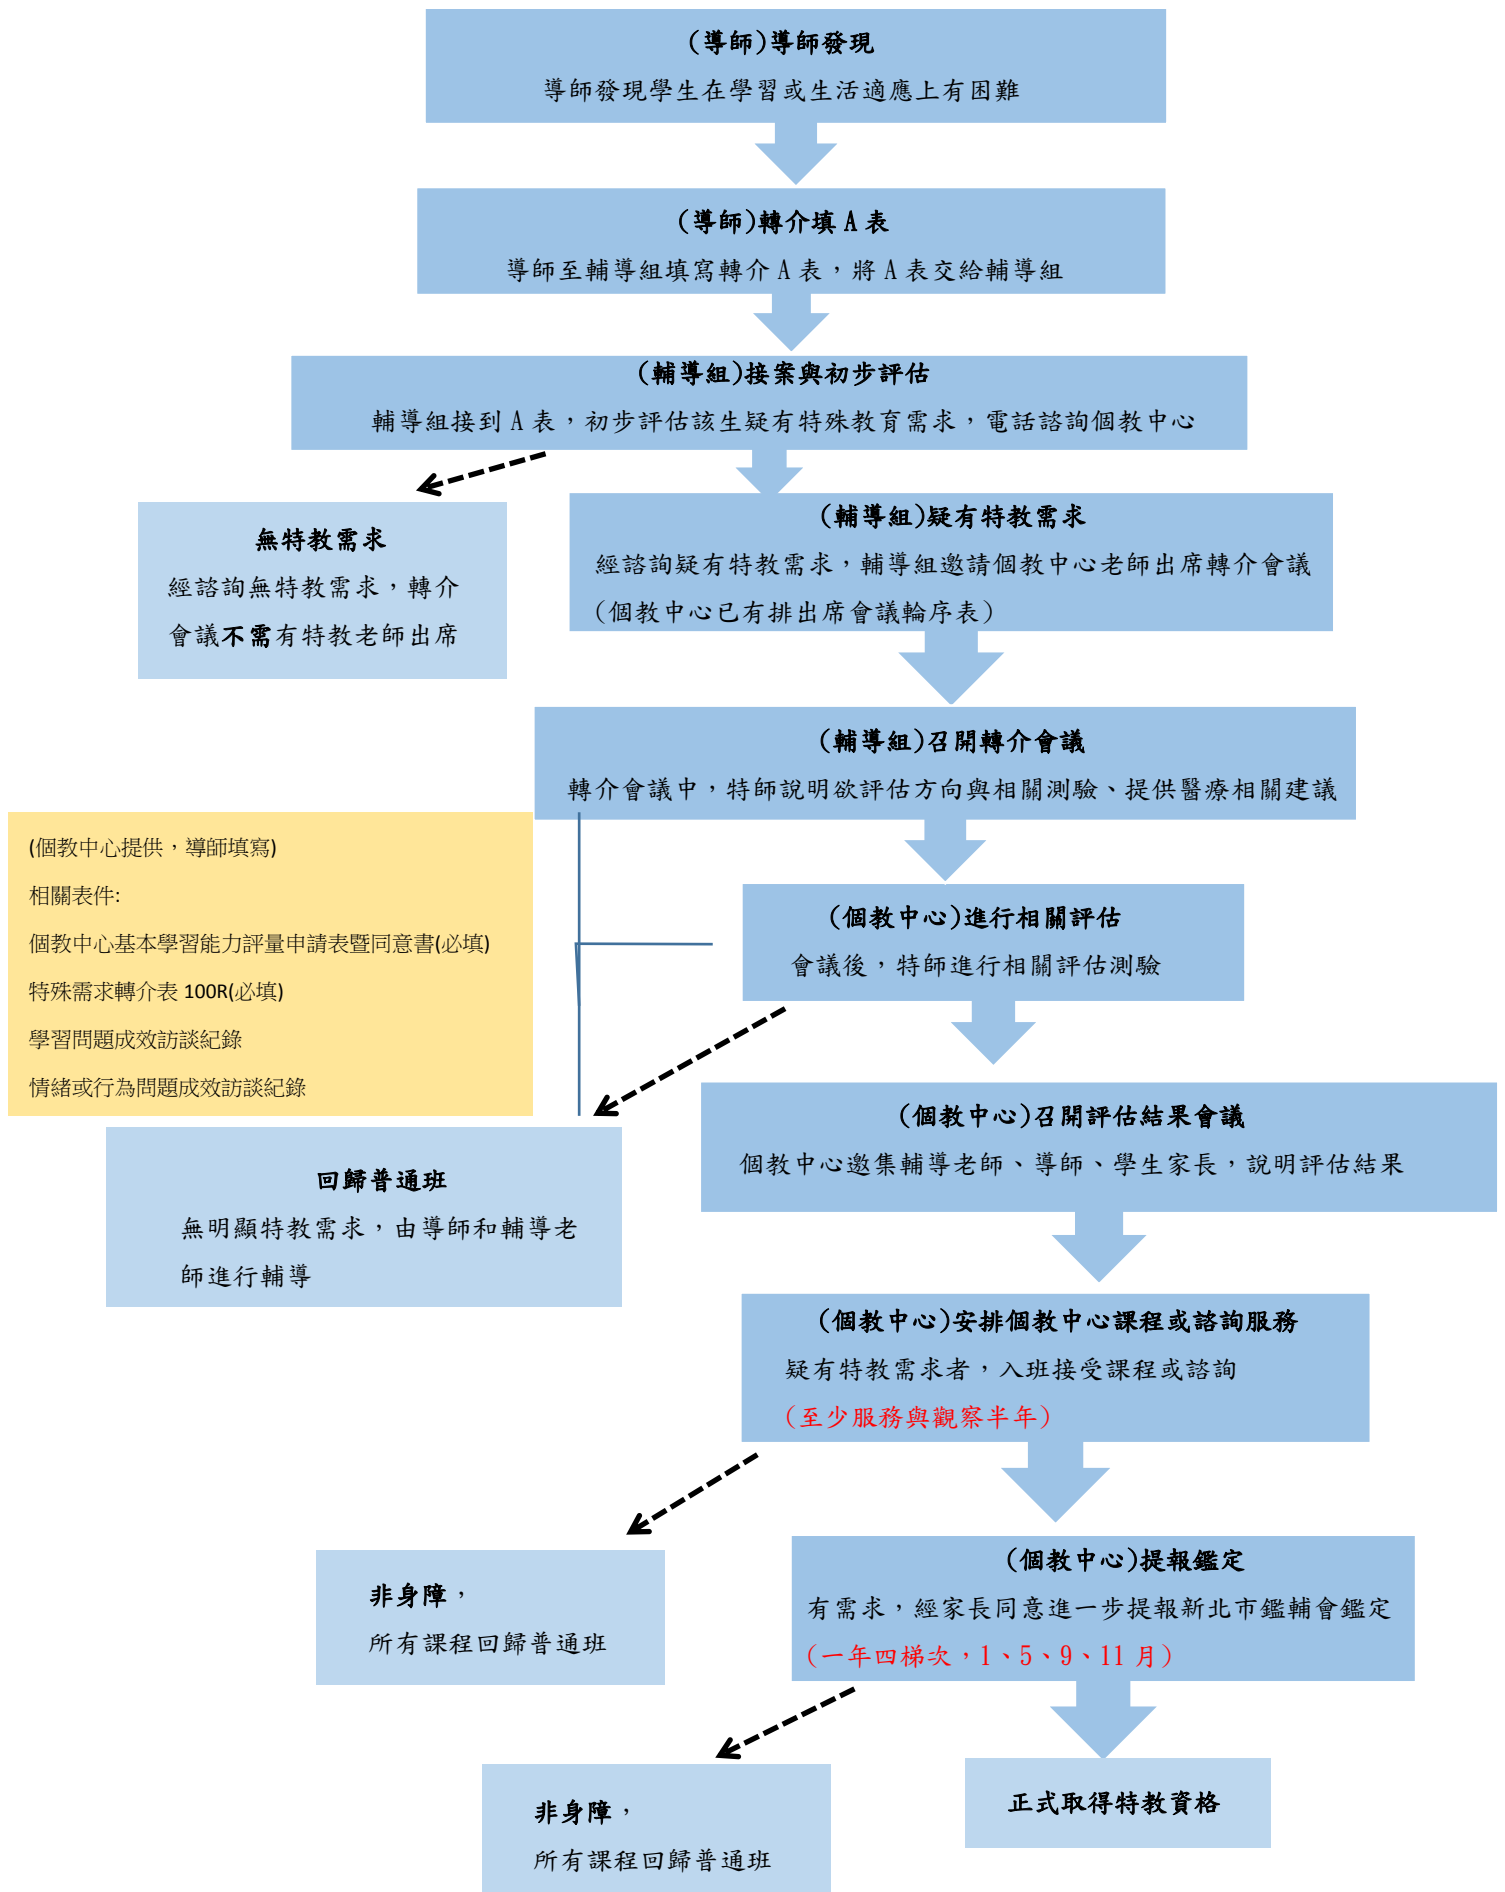 (導師)導師發現
導師發現學生在學習或生活適應上有困難
(導師)轉介填 A 表
導師至輔導組填寫轉介 A 表，將 A 表交給輔導組
(輔導組)接案與初步評估
輔導組接到 A 表，初步評估該生疑有特殊教育需求，電話諮詢個教中心
無特教需求
經諮詢無特教需求，轉介
會議不需有特教老師出席
(輔導組)疑有特教需求
經諮詢疑有特教需求，輔導組邀請個教中心老師出席轉介會議
(個教中心已有排出席會議輪序表)
(輔導組)召開轉介會議
轉介會議中，特師說明欲評估方向與相關測驗、提供醫療相關建議
(個教中心提供，導師填寫)
相關表件:
個教中心基本學習能力評量申請表暨同意書(必填)
特殊需求轉介表 100R(必填)
學習問題成效訪談紀錄
情緒或行為問題成效訪談紀錄
(個教中心)進行相關評估
會議後，特師進行相關評估測驗
(個教中心)召開評估結果會議
個教中心邀集輔導老師、導師、學生家長，說明評估結果
回歸普通班
無明顯特教需求，由導師和輔導老
師進行輔導
(個教中心)安排個教中心課程或諮詢服務
疑有特教需求者，入班接受課程或諮詢
(至少服務與觀察半年)
非身障，
所有課程回歸普通班
(個教中心)提報鑑定
有需求，經家長同意進一步提報新北市鑑輔會鑑定
(一年四梯次，1、5、9、11 月)
非身障，
所有課程回歸普通班
正式取得特教資格